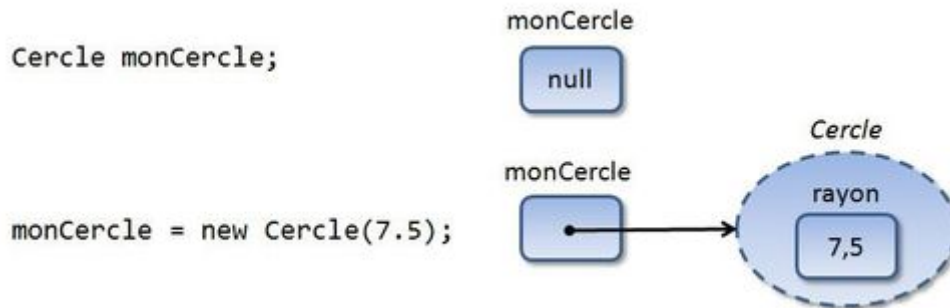 monCercle
Cercle monCercle;
null
Cercle
monCercle
rayon
monCercle = new Cercle(7.5);
7,5